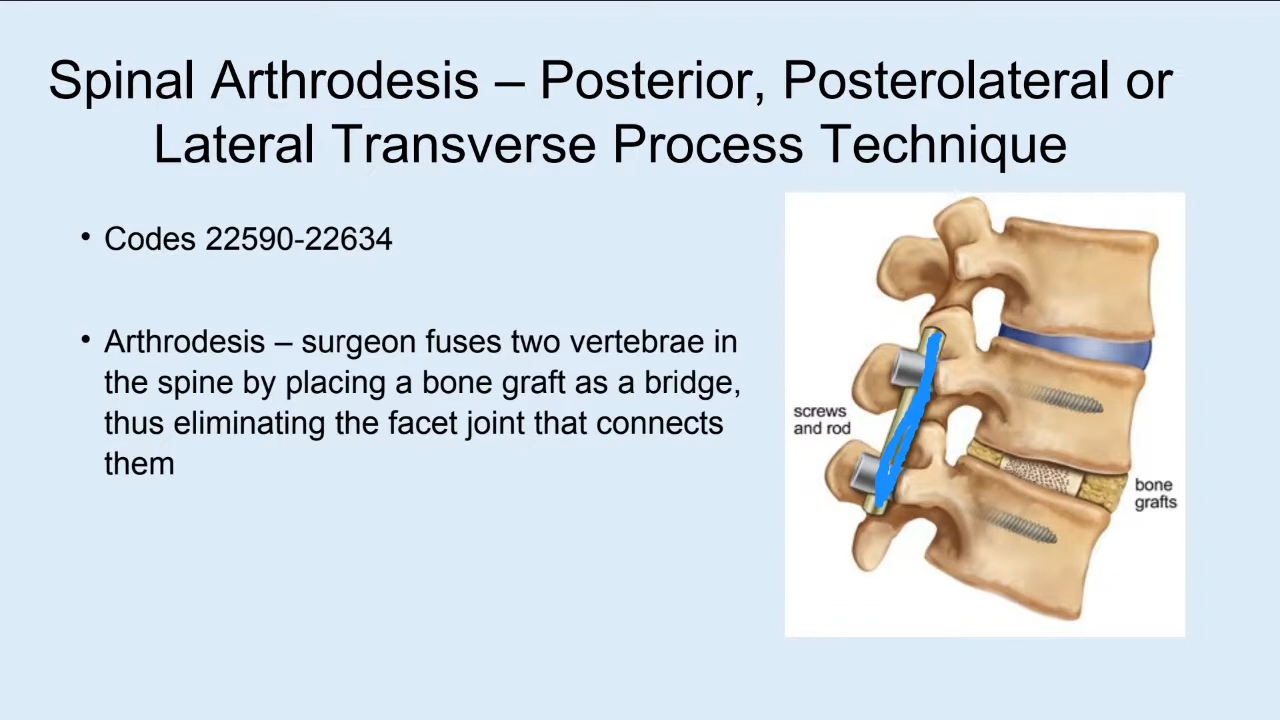 Spinal Arthrodesis – Posterior, Posterolateral or
Lateral Transverse Process Technique
• Codes 22590-22634
• Arthrodesis – surgeon fuses two vertebrae in
the spine by placing a bone graft as a bridge,
thus eliminating the facet joint that connects
them
screws
and rod
bone
grafts